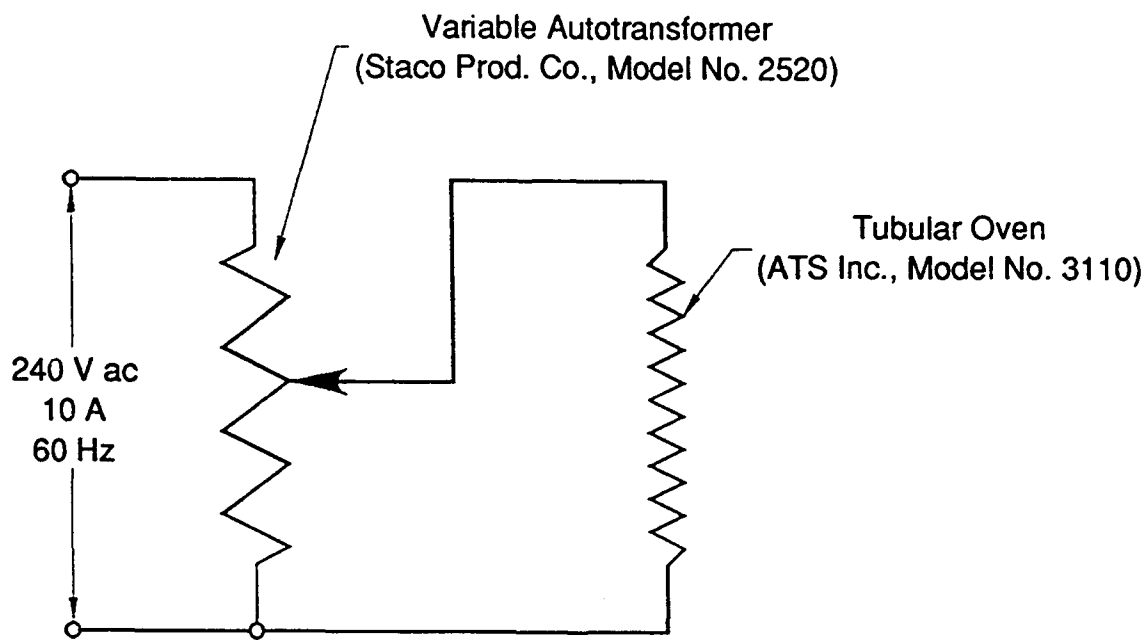 Variable Autotransformer
(Staco Prod. Co., Model No. 2520)
Tubular Oven
(ATS Inc., Model No. 3110)
240 V ac
10 A
60 Hz